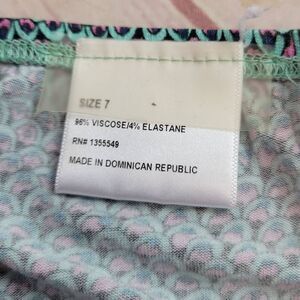 SIZE 7
96% VISCOSE/4% ELASTANE
RN# 1355549
MADE IN DOMINICAN REPUBLIC